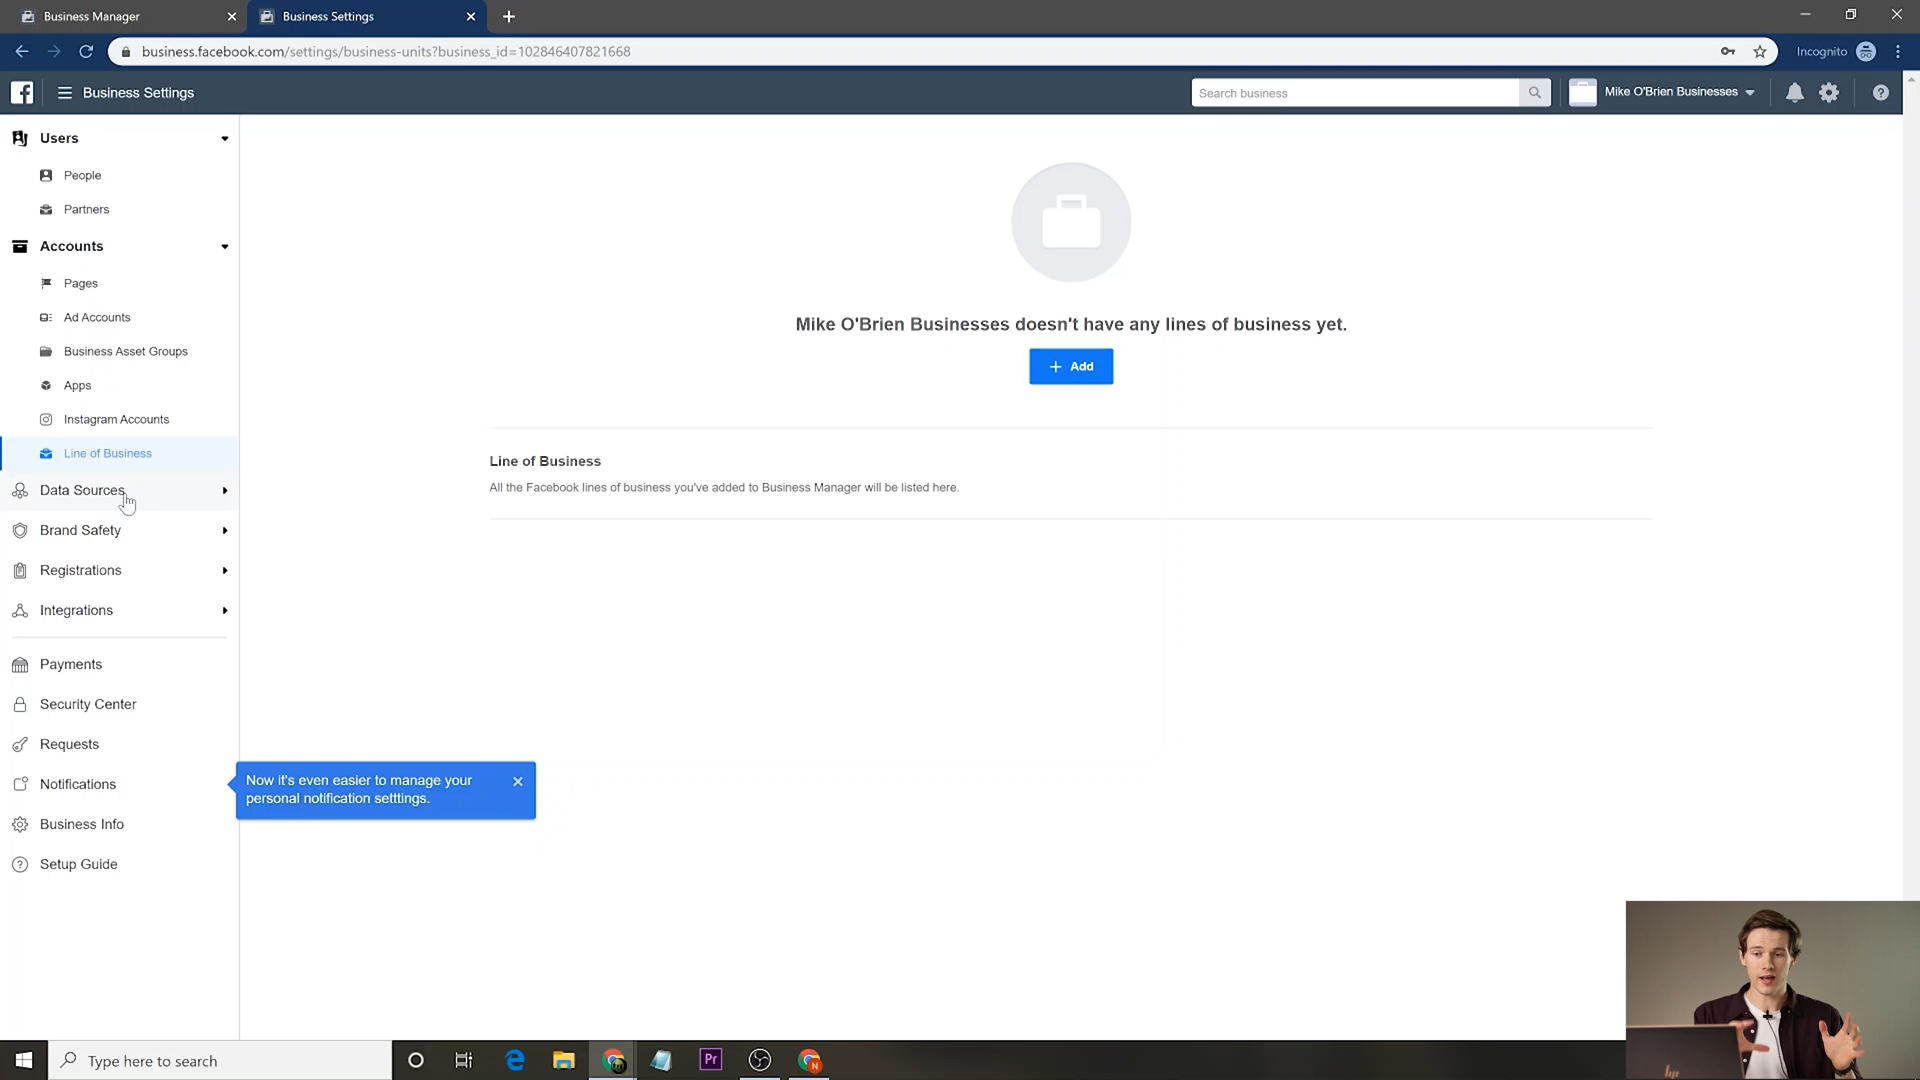 Business Manager
Business Settings
business.facebook.com/settings/business-units?business_id=102846407821668
Incognito
Business Settings
Search business
Mike O'Brien Businesses
Users
People
Partners
Accounts
Pages
Ad Accounts
Business Asset Groups
Apps
Instagram Accounts
Line of Business
Data Sources
Brand Safety
Registrations
Integrations
Payments
Security Center
Requests
Notifications
Business Info
Setup Guide
Mike O'Brien Businesses doesn't have any lines of business yet.
+ Add
Line of Business
All the Facebook lines of business you've added to Business Manager will be listed here.
Now it's even easier to manage your
personal notification setttings.
Type here to search
Pr
N
hp